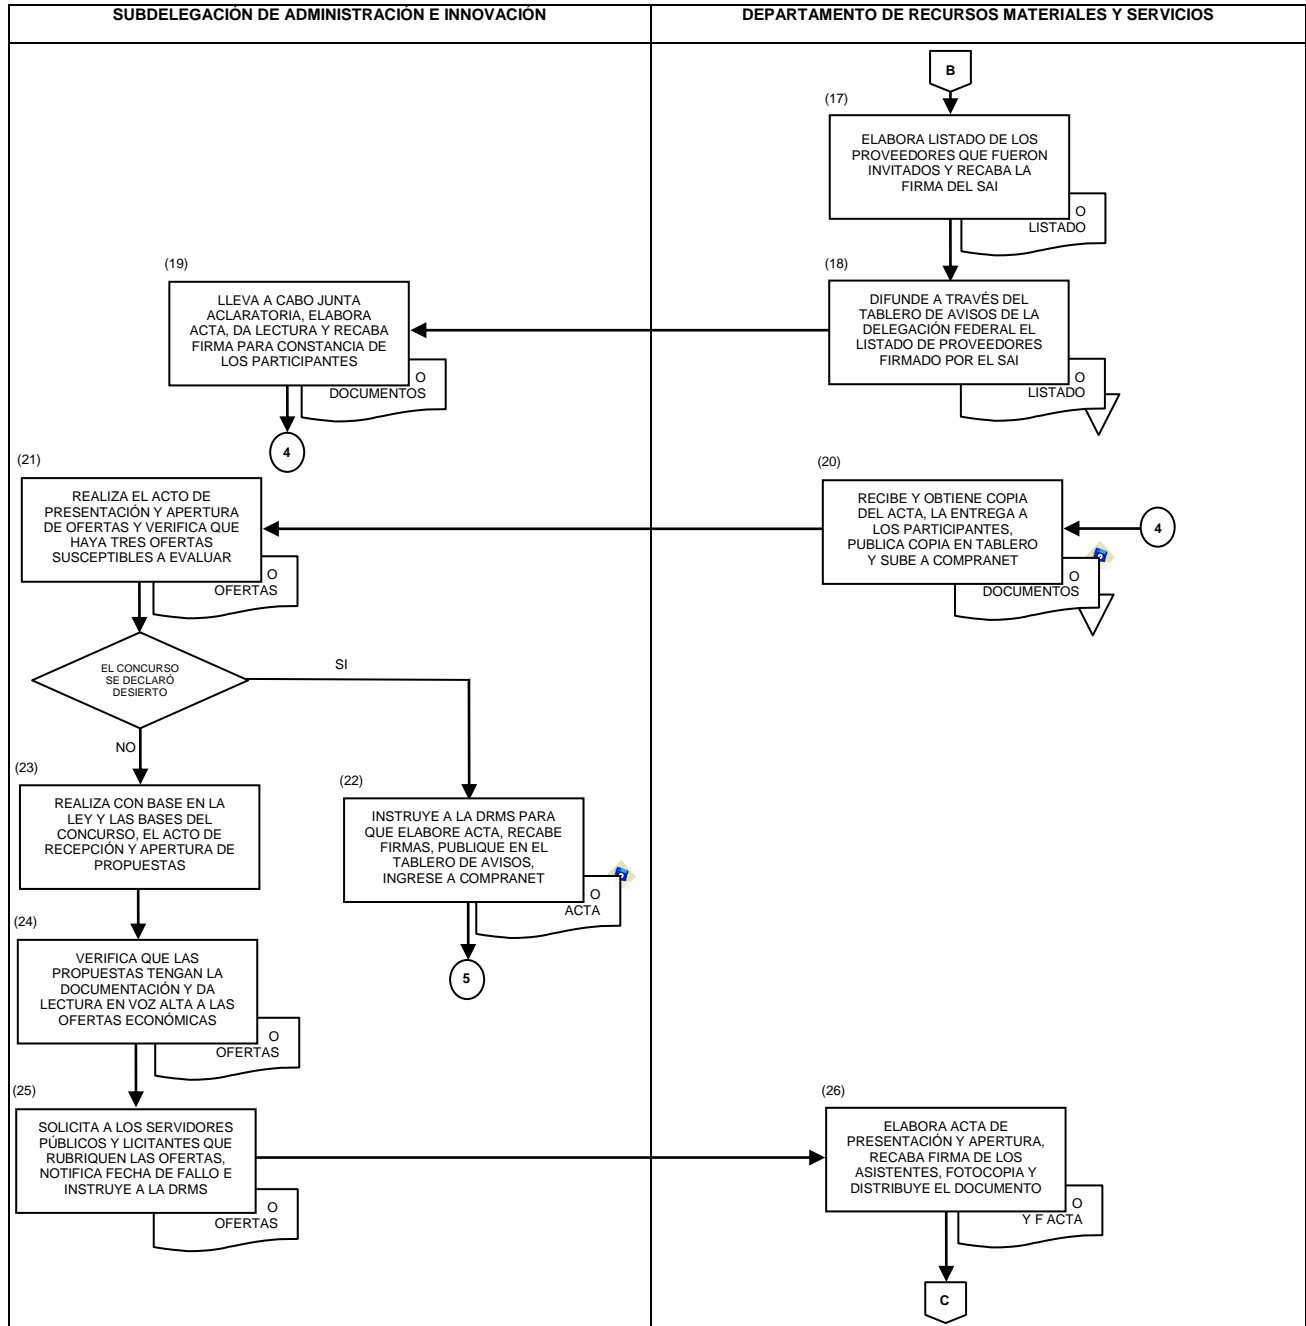 SUBDELEGACIÓN DE ADMINISTRACIÓN E INNOVACIÓN
DEPARTAMENTO DE RECURSOS MATERIALES Y SERVICIOS
B
(17)
ELABORA LISTADO DE LOS
PROVEEDORES QUE FUERON
INVITADOS Y RECABA LA
FIRMA DEL SAI
O
LISTADO
(18)
DIFUNDE A TRAVÉS DEL
TABLERO DE AVISOS DE LA
DELEGACIÓN FEDERAL EL
LISTADO DE PROVEEDORES
FIRMADO POR EL SAI
O
LISTADO
(19)
LLEVA A CABO JUNTA
ACLARATORIA, ELABORA
ACTA, DA LECTURA Y RECABA
FIRMA PARA CONSTANCIA DE
LOS PARTICIPANTES
O
DOCUMENTOS
4
(20)
RECIBE Y OBTIENE COPIA
DEL ACTA, LA ENTREGA A
LOS PARTICIPANTES,
PUBLICA COPIA EN TABLERO
Y SUBE A COMPRANET
4
O
DOCUMENTOS
(21)
REALIZA EL ACTO DE
PRESENTACIÓN Y APERTURA
DE OFERTAS Y VERIFICA QUE
HAYA TRES OFERTAS
SUSCEPTIBLES A EVALUAR
O
OFERTAS
EL CONCURSO
SE DECLARÓ
DESIERTO
SI
NO
(22)
INSTRUYE A LA DRMS PARA
QUE ELABORE ACTA, RECABE
FIRMAS, PUBLIQUE EN EL
TABLERO DE AVISOS,
INGRESE A COMPRANET
O
ACTA
5
(23)
REALIZA CON BASE EN LA
LEY Y LAS BASES DEL
CONCURSO, EL ACTO DE
RECEPCIÓN Y APERTURA DE
PROPUESTAS
(24)
VERIFICA QUE LAS
PROPUESTAS TENGAN LA
DOCUMENTACIÓN Y DA
LECTURA EN VOZ ALTA A LAS
OFERTAS ECONÓMICAS
O
OFERTAS
(25)
SOLICITA A LOS SERVIDORES
PÚBLICOS Y LICITANTES QUE
RUBRIQUEN LAS OFERTAS,
NOTIFICA FECHA DE FALLO E
INSTRUYE A LA DRMS
O
OFERTAS
(26)
ELABORA ACTA DE
PRESENTACIÓN Y APERTURA,
RECABA FIRMA DE LOS
ASISTENTES, FOTOCOPIA Y
DISTRIBUYE EL DOCUMENTO
O
Y F ACTA
C